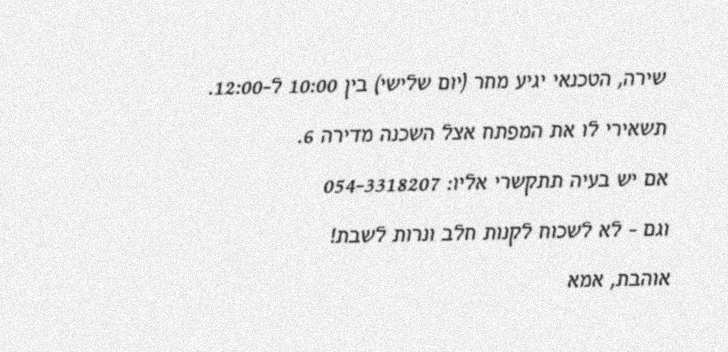 שירה, הטכנאי יגיע מחר (יום שלישי) בין 10:00 ל-12:00.
תשאירי לו את המפתח אצל השכנה מדירה 6.
אם יש בעיה תתקשרי אליו: 054-3318207
וגם - לא לשכוח לקנות חלב ונרות לשבת!
אוהבת, אמא